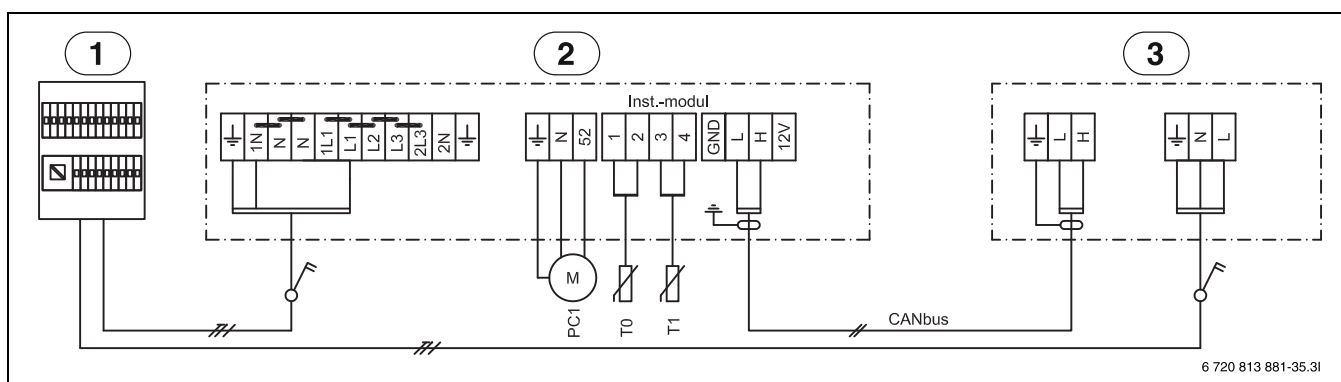 1
2
3
Inst.-modul
1N
N
N
1L1
L1
L2
L3
2L3
2N
N
52
1
2
3
4
GND
L
H
12V
L
H
N
L
M
PC1
T0
T1
CANbus
6 720 813 881-35.3I